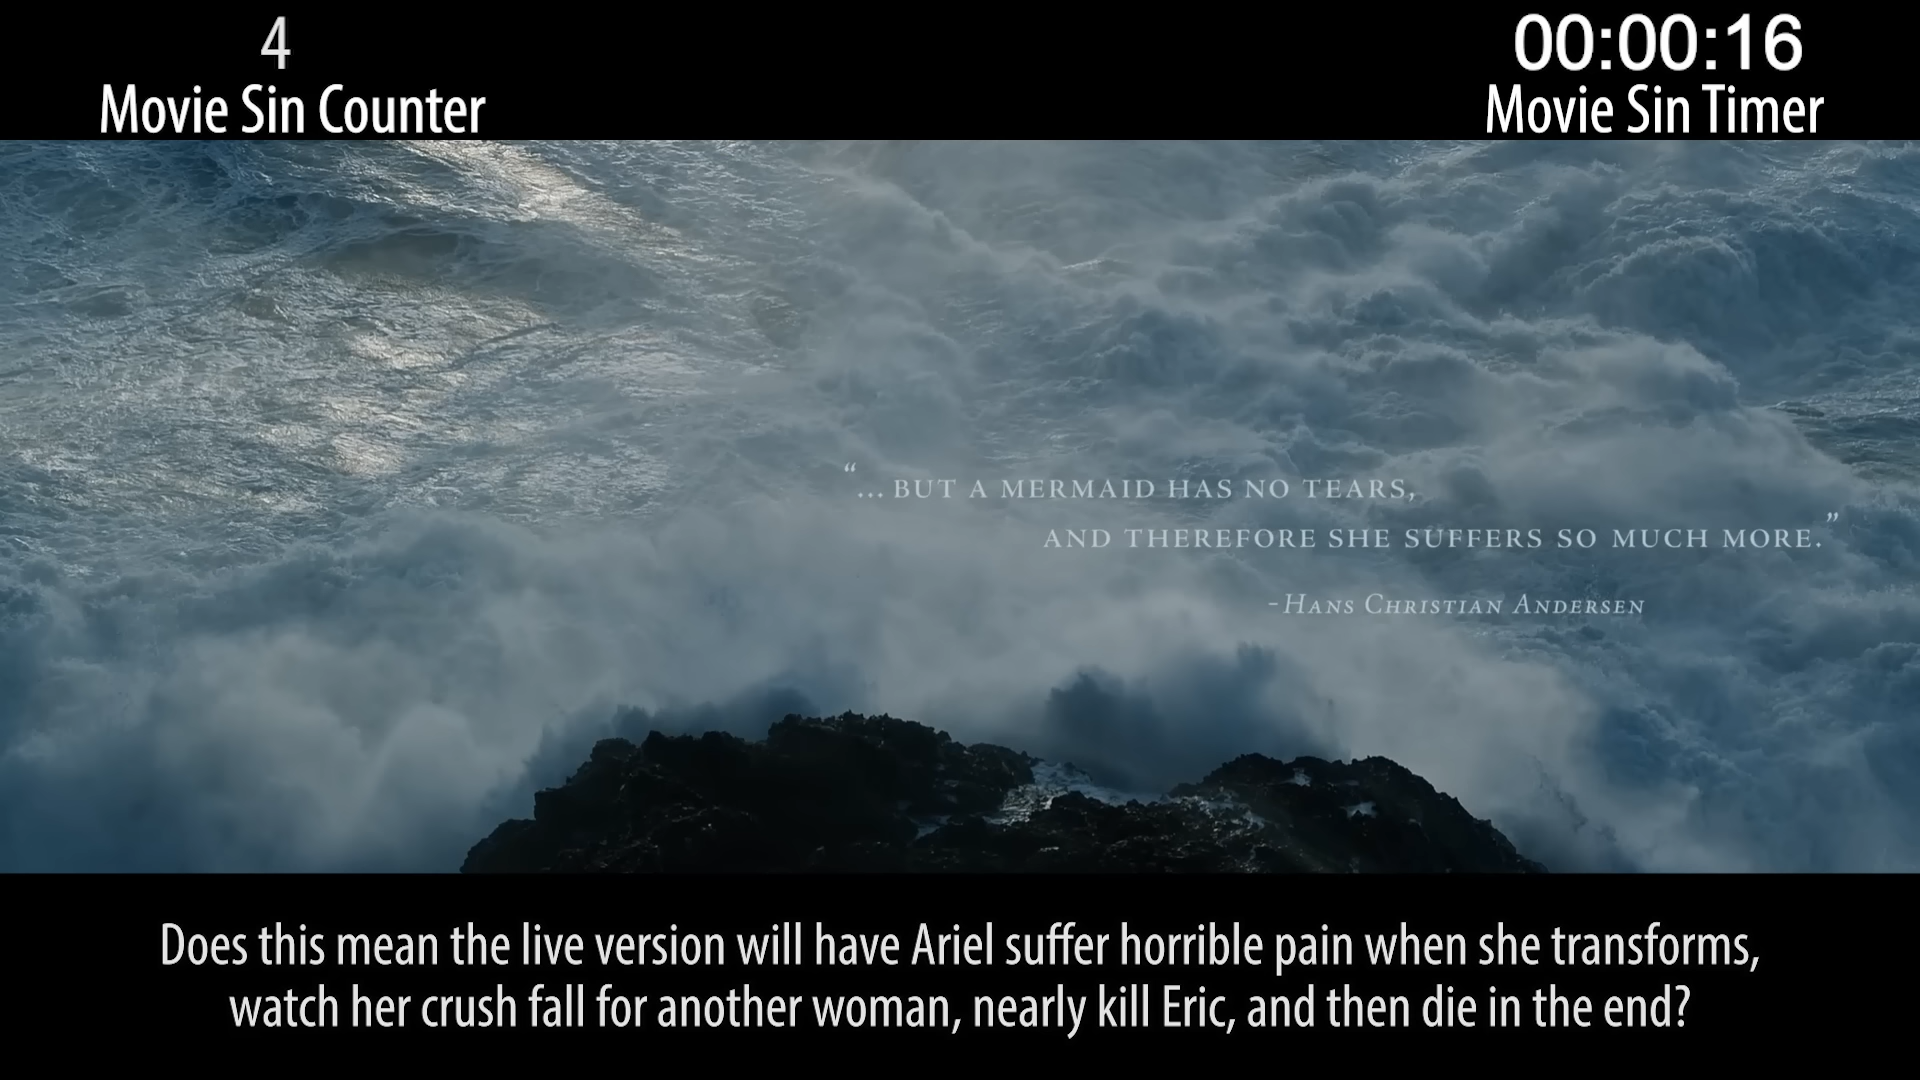 4
Movie Sin Counter
00:00:16
Movie Sin Timer
“... BUT A MERMAID HAS NO TEARS,
AND THEREFORE SHE SUFFERS SO MUCH MORE.”
-Hans Christian Andersen
Does this mean the live version will have Ariel suffer horrible pain when she transforms,
watch her crush fall for another woman, nearly kill Eric, and then die in the end?